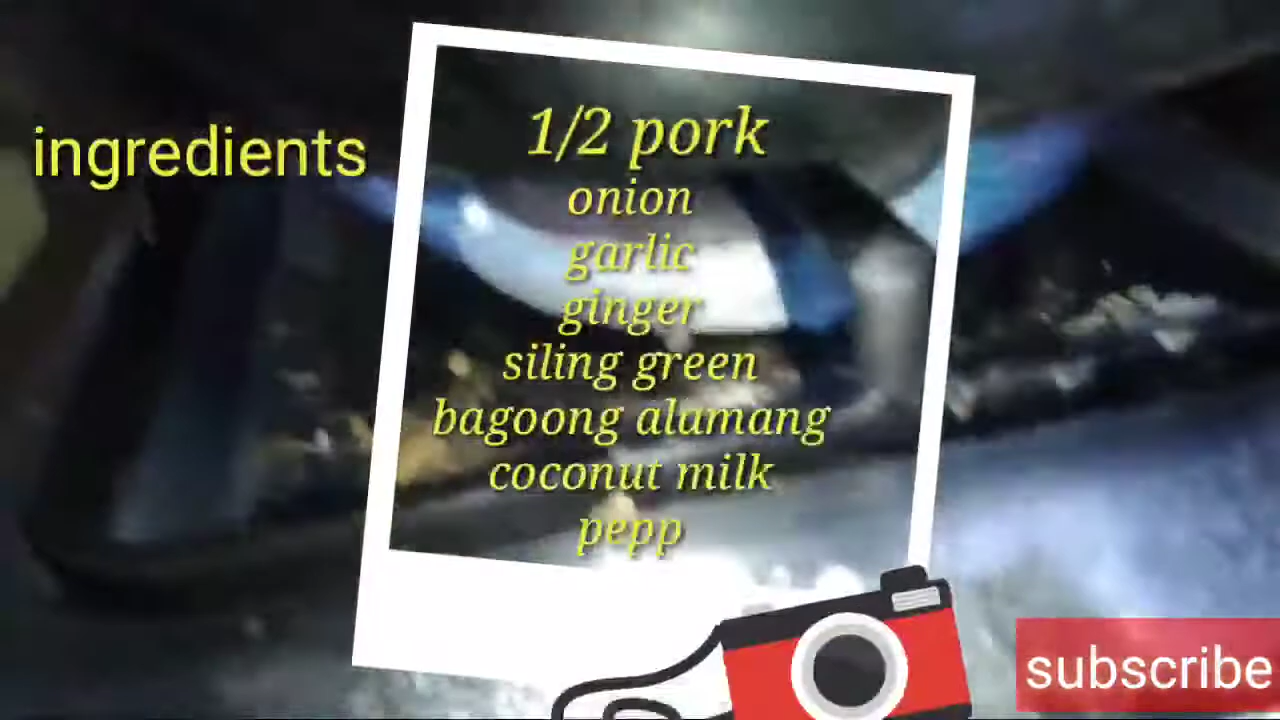 ingredients
1/2 pork
onion
garlic
ginger
siling green
bagoong alamang
coconut milk
pepp
subscribe